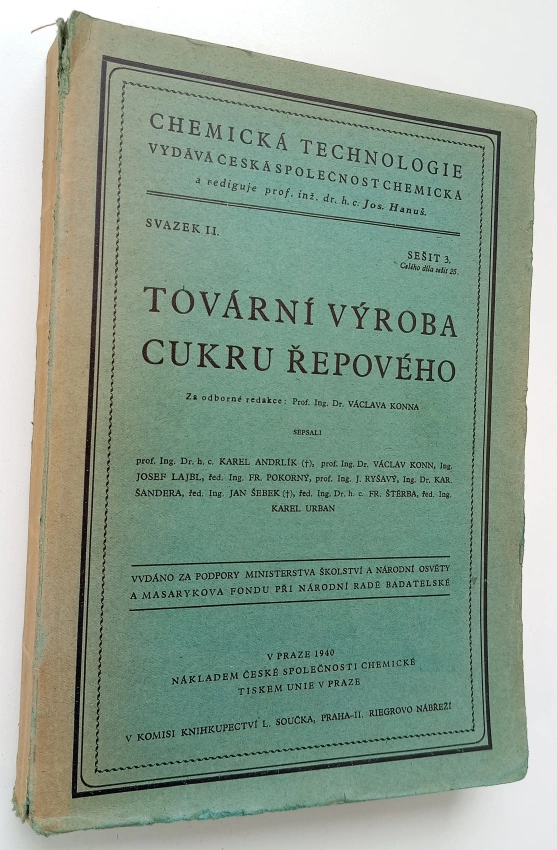 CHEMICKÁ TECHNOLOGIE
VYDÁVÁ ČESKÁ SPOLEČNOST CHEMICKÁ
a rediguje prof. inž. dr. h. c. Jos. Hanuš.
SVAZEK II.
SEŠIT 3.
Celého díla sešit 25.
TOVÁRNÍ VÝROBA
CUKRU ŘEPOVÉHO
Za odborné redakce: Prof. Ing. Dr. VÁCLAVA KONNA
SEPSALI
prof. Ing. Dr. h. c. KAREL ANDRLÍK (†), prof. Ing. Dr. VÁCLAV KONN, Ing.
JOSEF LAJBL, řed. Ing. FR. POKORNÝ, prof. Ing. J. RYŠAVÝ, Ing. Dr. KAR.
ŠANDERA, řed. Ing. JAN ŠEBEK (†), řed. Ing. Dr. h. c. FR. ŠTĚRBA, řed. Ing.
KAREL URBAN
VYDÁNO ZA PODPORY MINISTERSTVA ŠKOLSTVÍ A NÁRODNÍ OSVĚTY
A MASARYKOVA FONDU PŘI NÁRODNÍ RADĚ BADATELSKÉ
V PRAZE 1940
NÁKLADEM ČESKÉ SPOLEČNOSTI CHEMICKÉ
TISKEM UNIE V PRAZE
V KOMISI KNIHKUPECTVÍ L. SOUČKA, PRAHA-II. RIEGROVO NÁBŘEŽÍ